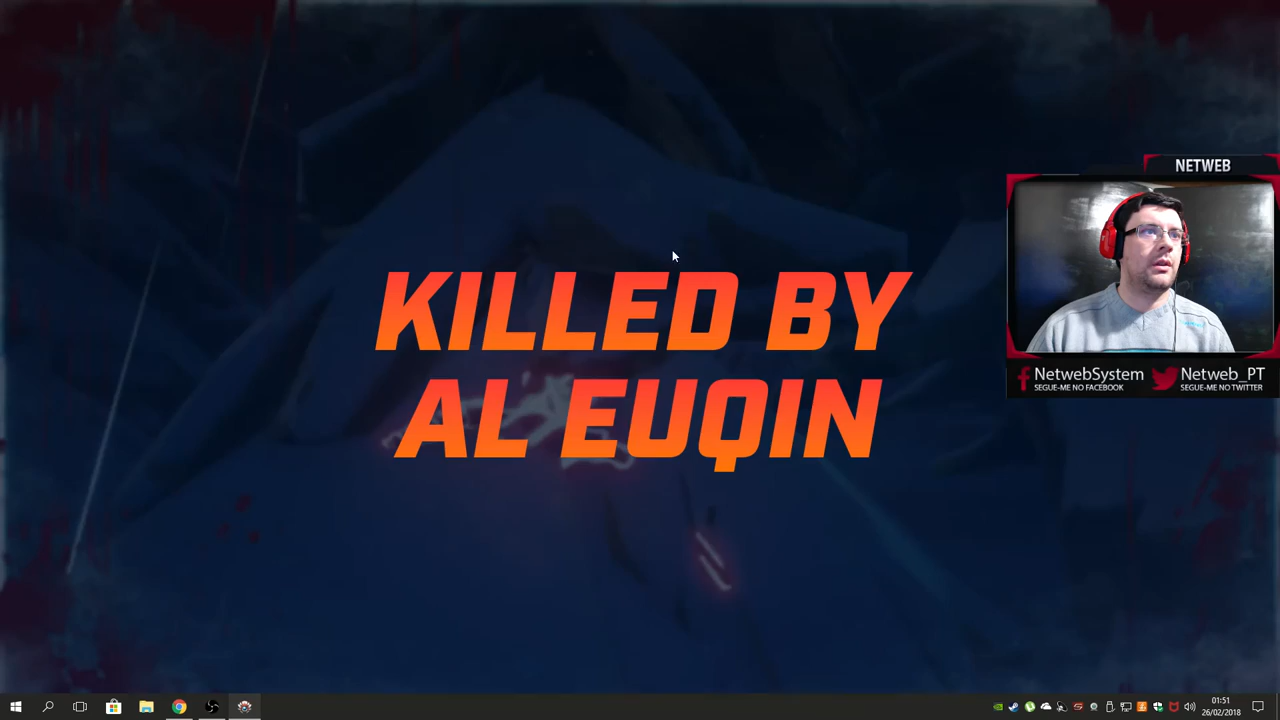 NETWEB
KILLED BY
AL EUQIN
NetwebSystem
SEGUE-ME NO FACEBOOK
Netweb_PT
SEGUE-ME NO TWITTER
01:51
26/02/2018